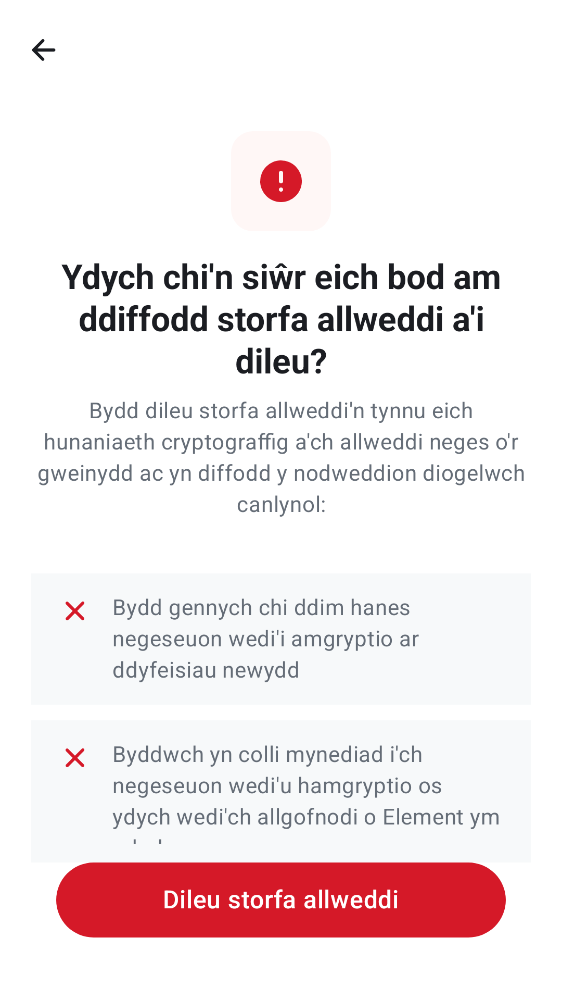 Ydych chi'n siŵr eich bod am
ddiffodd storfa allweddi a'i
dileu?
Bydd dileu storfa allweddi'n tynnu eich
hunaniaeth cryptograffig a'ch allweddi neges o'r
gweinydd ac yn diffodd y nodweddion diogelwch
canlynol:
Bydd gennych chi ddim hanes
negeseuon wedi'i amgryptio ar
ddyfeisiau newydd
Byddwch yn colli mynediad i'ch
negeseuon wedi'u hamgryptio os
ydych wedi'ch allgofnodi o Element ym
Dileu storfa allweddi